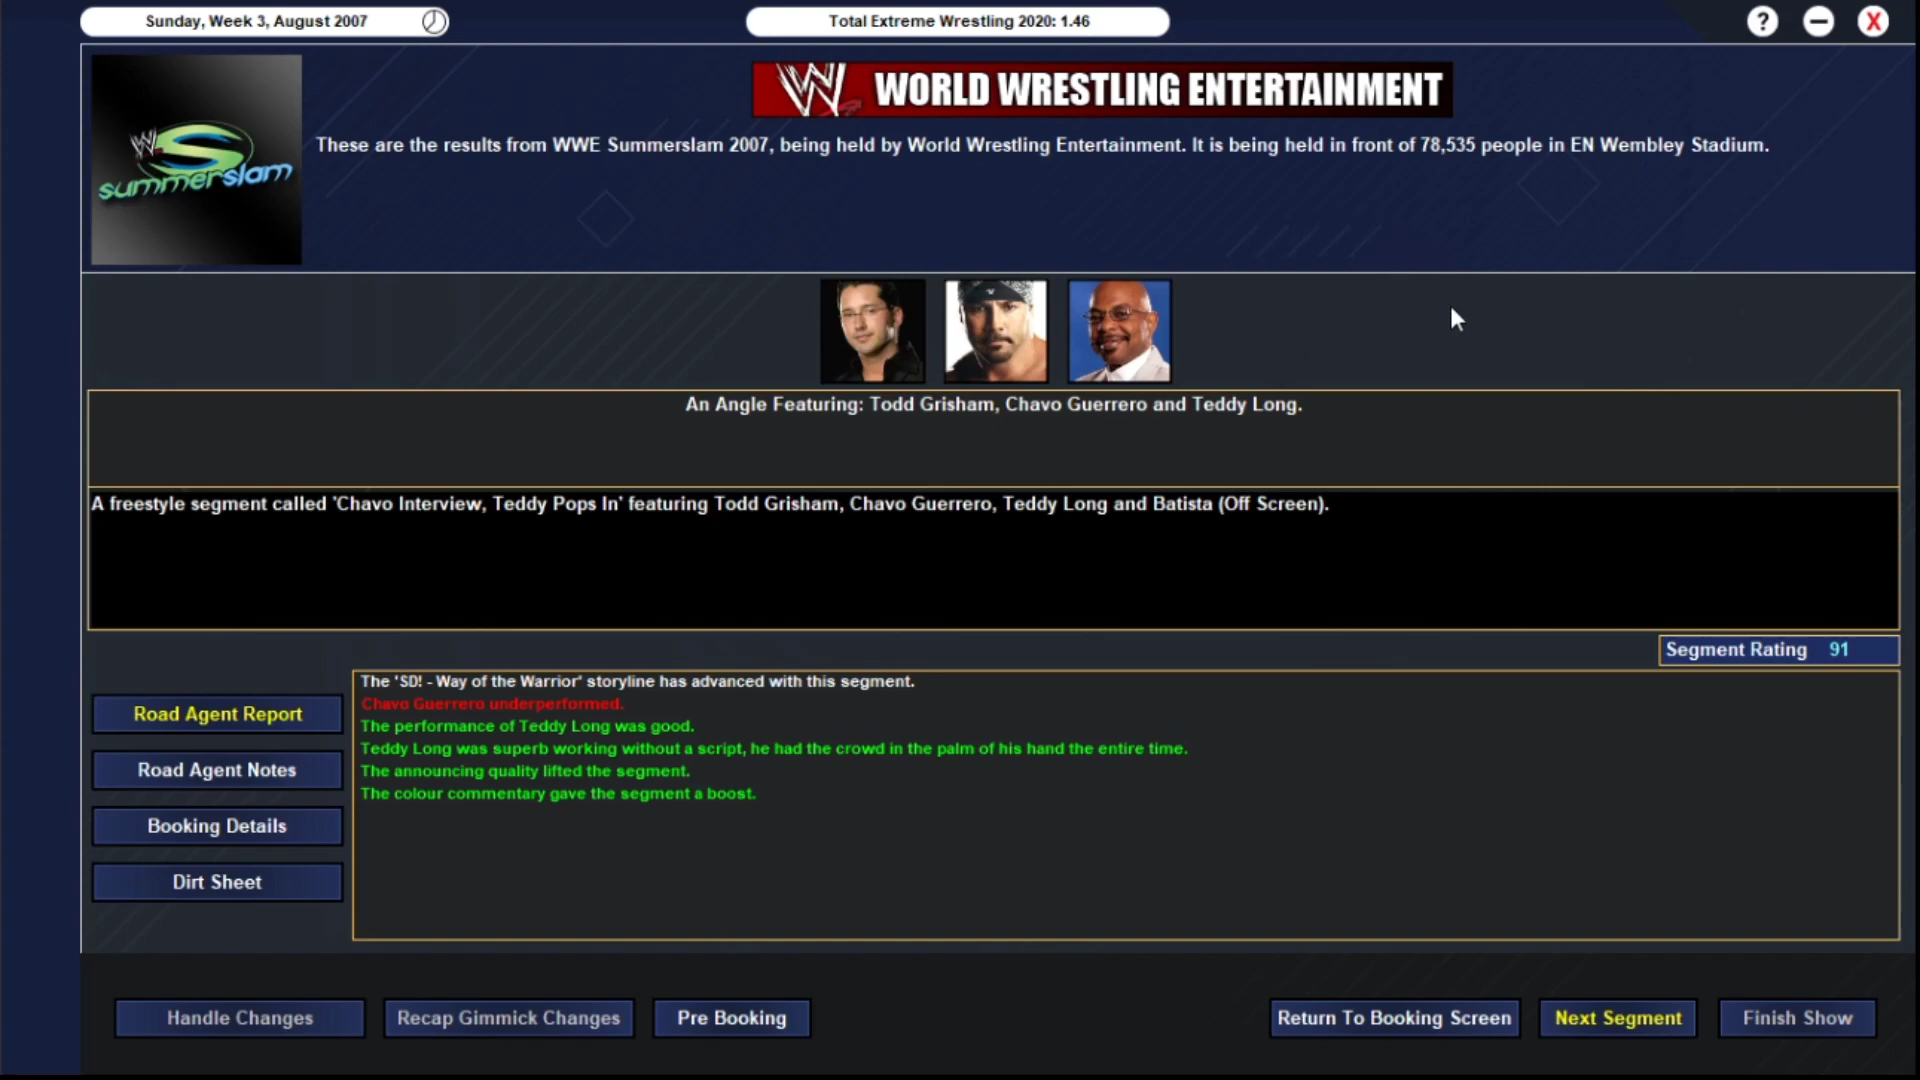 Sunday, Week 3, August 2007
Total Extreme Wrestling 2020: 1.46
?
X
W
summerslam
W WORLD WRESTLING ENTERTAINMENT
These are the results from WWE Summerslam 2007, being held by World Wrestling Entertainment. It is being held in front of 78,535 people in EN Wembley Stadium.
An Angle Featuring: Todd Grisham, Chavo Guerrero and Teddy Long.
A freestyle segment called 'Chavo Interview, Teddy Pops In' featuring Todd Grisham, Chavo Guerrero, Teddy Long and Batista (Off Screen).
Segment Rating 91
Road Agent Report
Road Agent Notes
Booking Details
Dirt Sheet
The 'SD! - Way of the Warrior' storyline has advanced with this segment.
Chavo Guerrero underperformed.
The performance of Teddy Long was good.
Teddy Long was superb working without a script, he had the crowd in the palm of his hand the entire time.
The announcing quality lifted the segment.
The colour commentary gave the segment a boost.
Handle Changes
Recap Gimmick Changes
Pre Booking
Return To Booking Screen
Next Segment
Finish Show